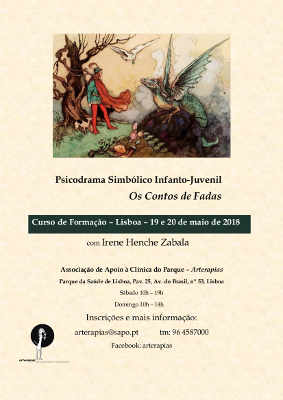 Psicodrama Simbólico Infanto-Juvenil
Os Contos de Fadas
Curso de Formação – Lisboa – 19 e 20 de maio de 2018
com Irene Henche Zabala
Associação de Apoio à Clínica do Parque – Arterapias
Parque da Saúde de Lisboa, Pav. 25, Av. do Brasil, nº 53, Lisboa
Sábado 10h – 19h
Domingo 10h – 14h
Inscrições e mais informação:
arterapias@sapo.pt tm: 96 4587000
Facebook: arterapias